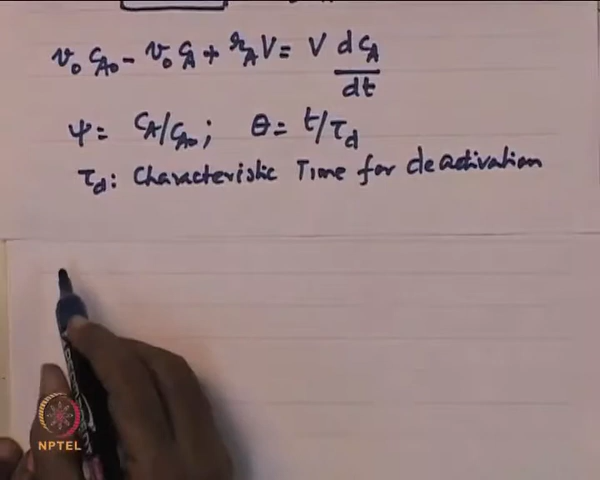 v₀ C_A₀ - v₀ C_A + r_A V = V dC_A/dt
ψ = C_A/C_A₀ ; θ = t/τ_d
τ_d : Characteristic Time for deactivation
NPTEL